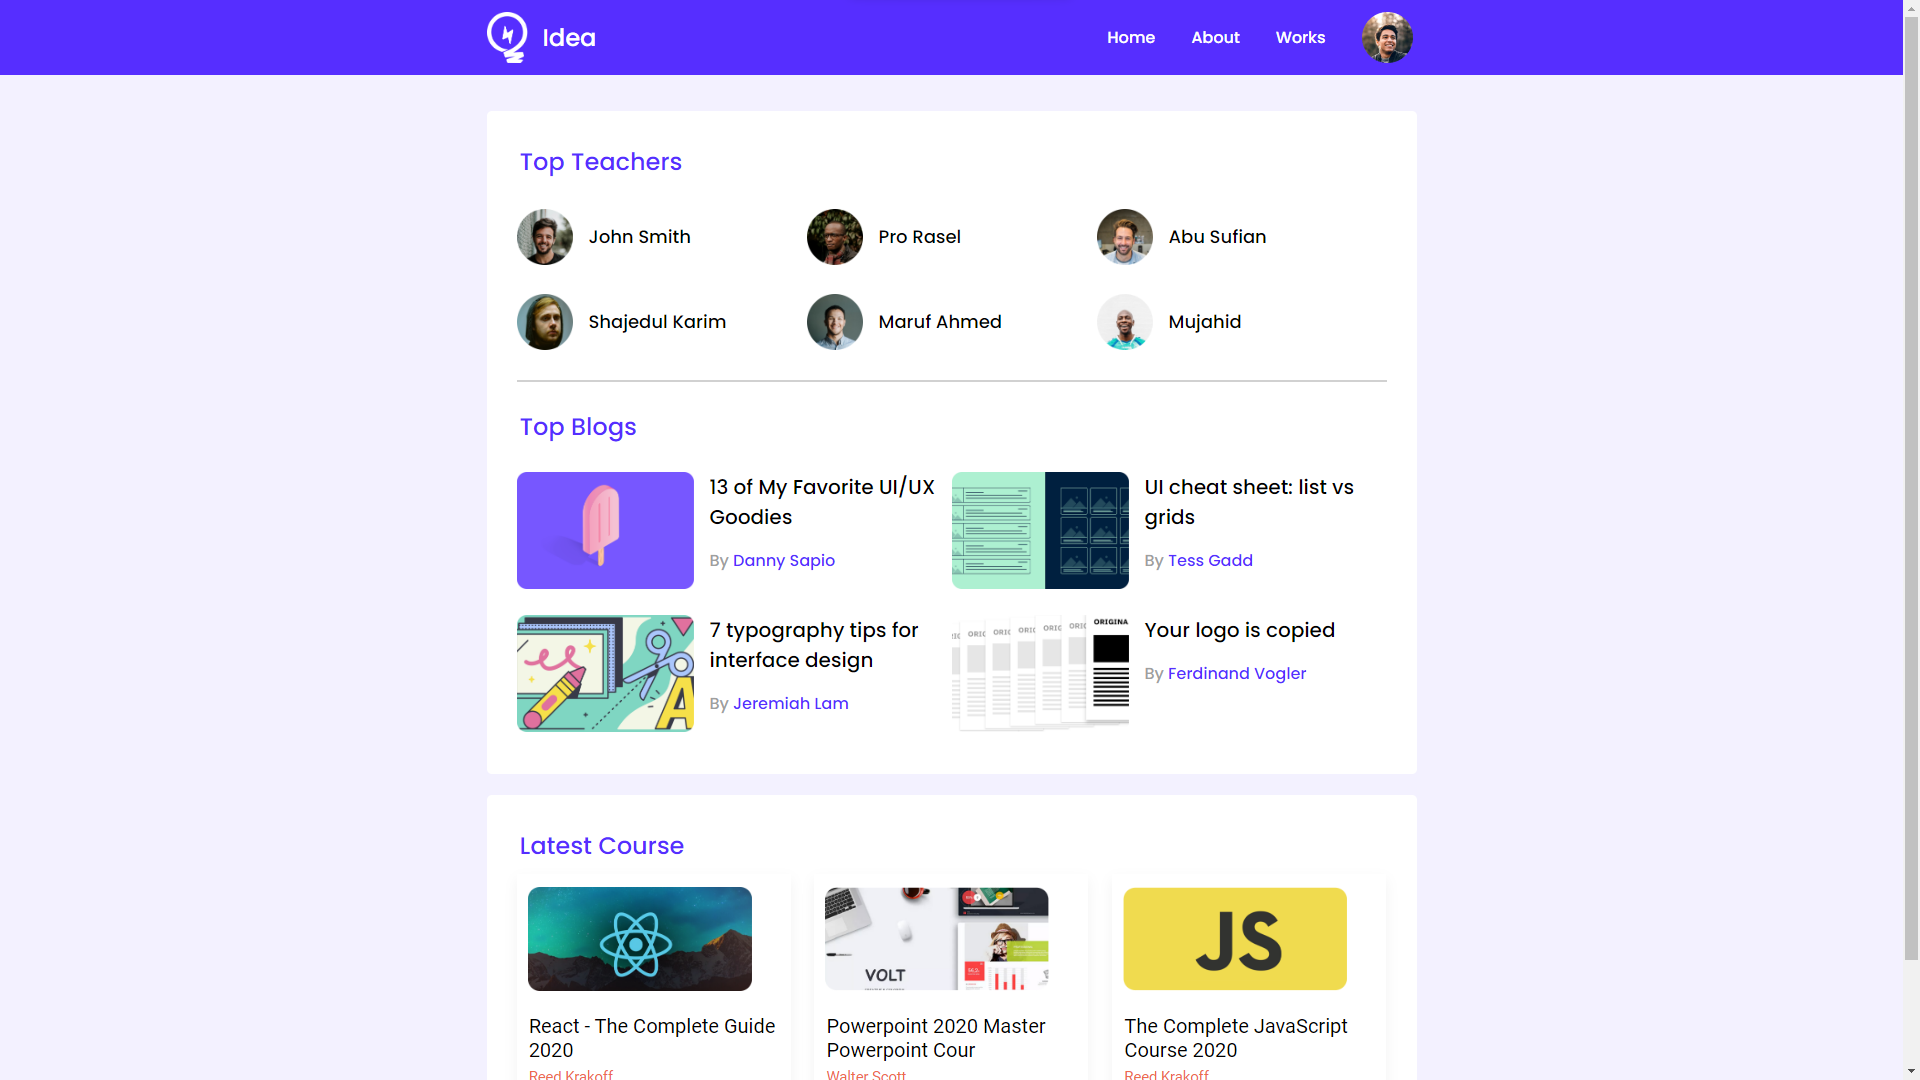 Idea
Home
About
Works
Top Teachers
John Smith
Pro Rasel
Abu Sufian
Shajedul Karim
Maruf Ahmed
Mujahid
Top Blogs
13 of My Favorite UI/UX
Goodies
By Danny Sapio
UI cheat sheet: list vs
grids
By Tess Gadd
7 typography tips for
interface design
By Jeremiah Lam
ORIGINA
Your logo is copied
By Ferdinand Vogler
Latest Course
VOLT
JS
React - The Complete Guide
2020
Reed Krakoff
Powerpoint 2020 Master
Powerpoint Cour
Walter Scott
The Complete JavaScript
Course 2020
Reed Krakoff